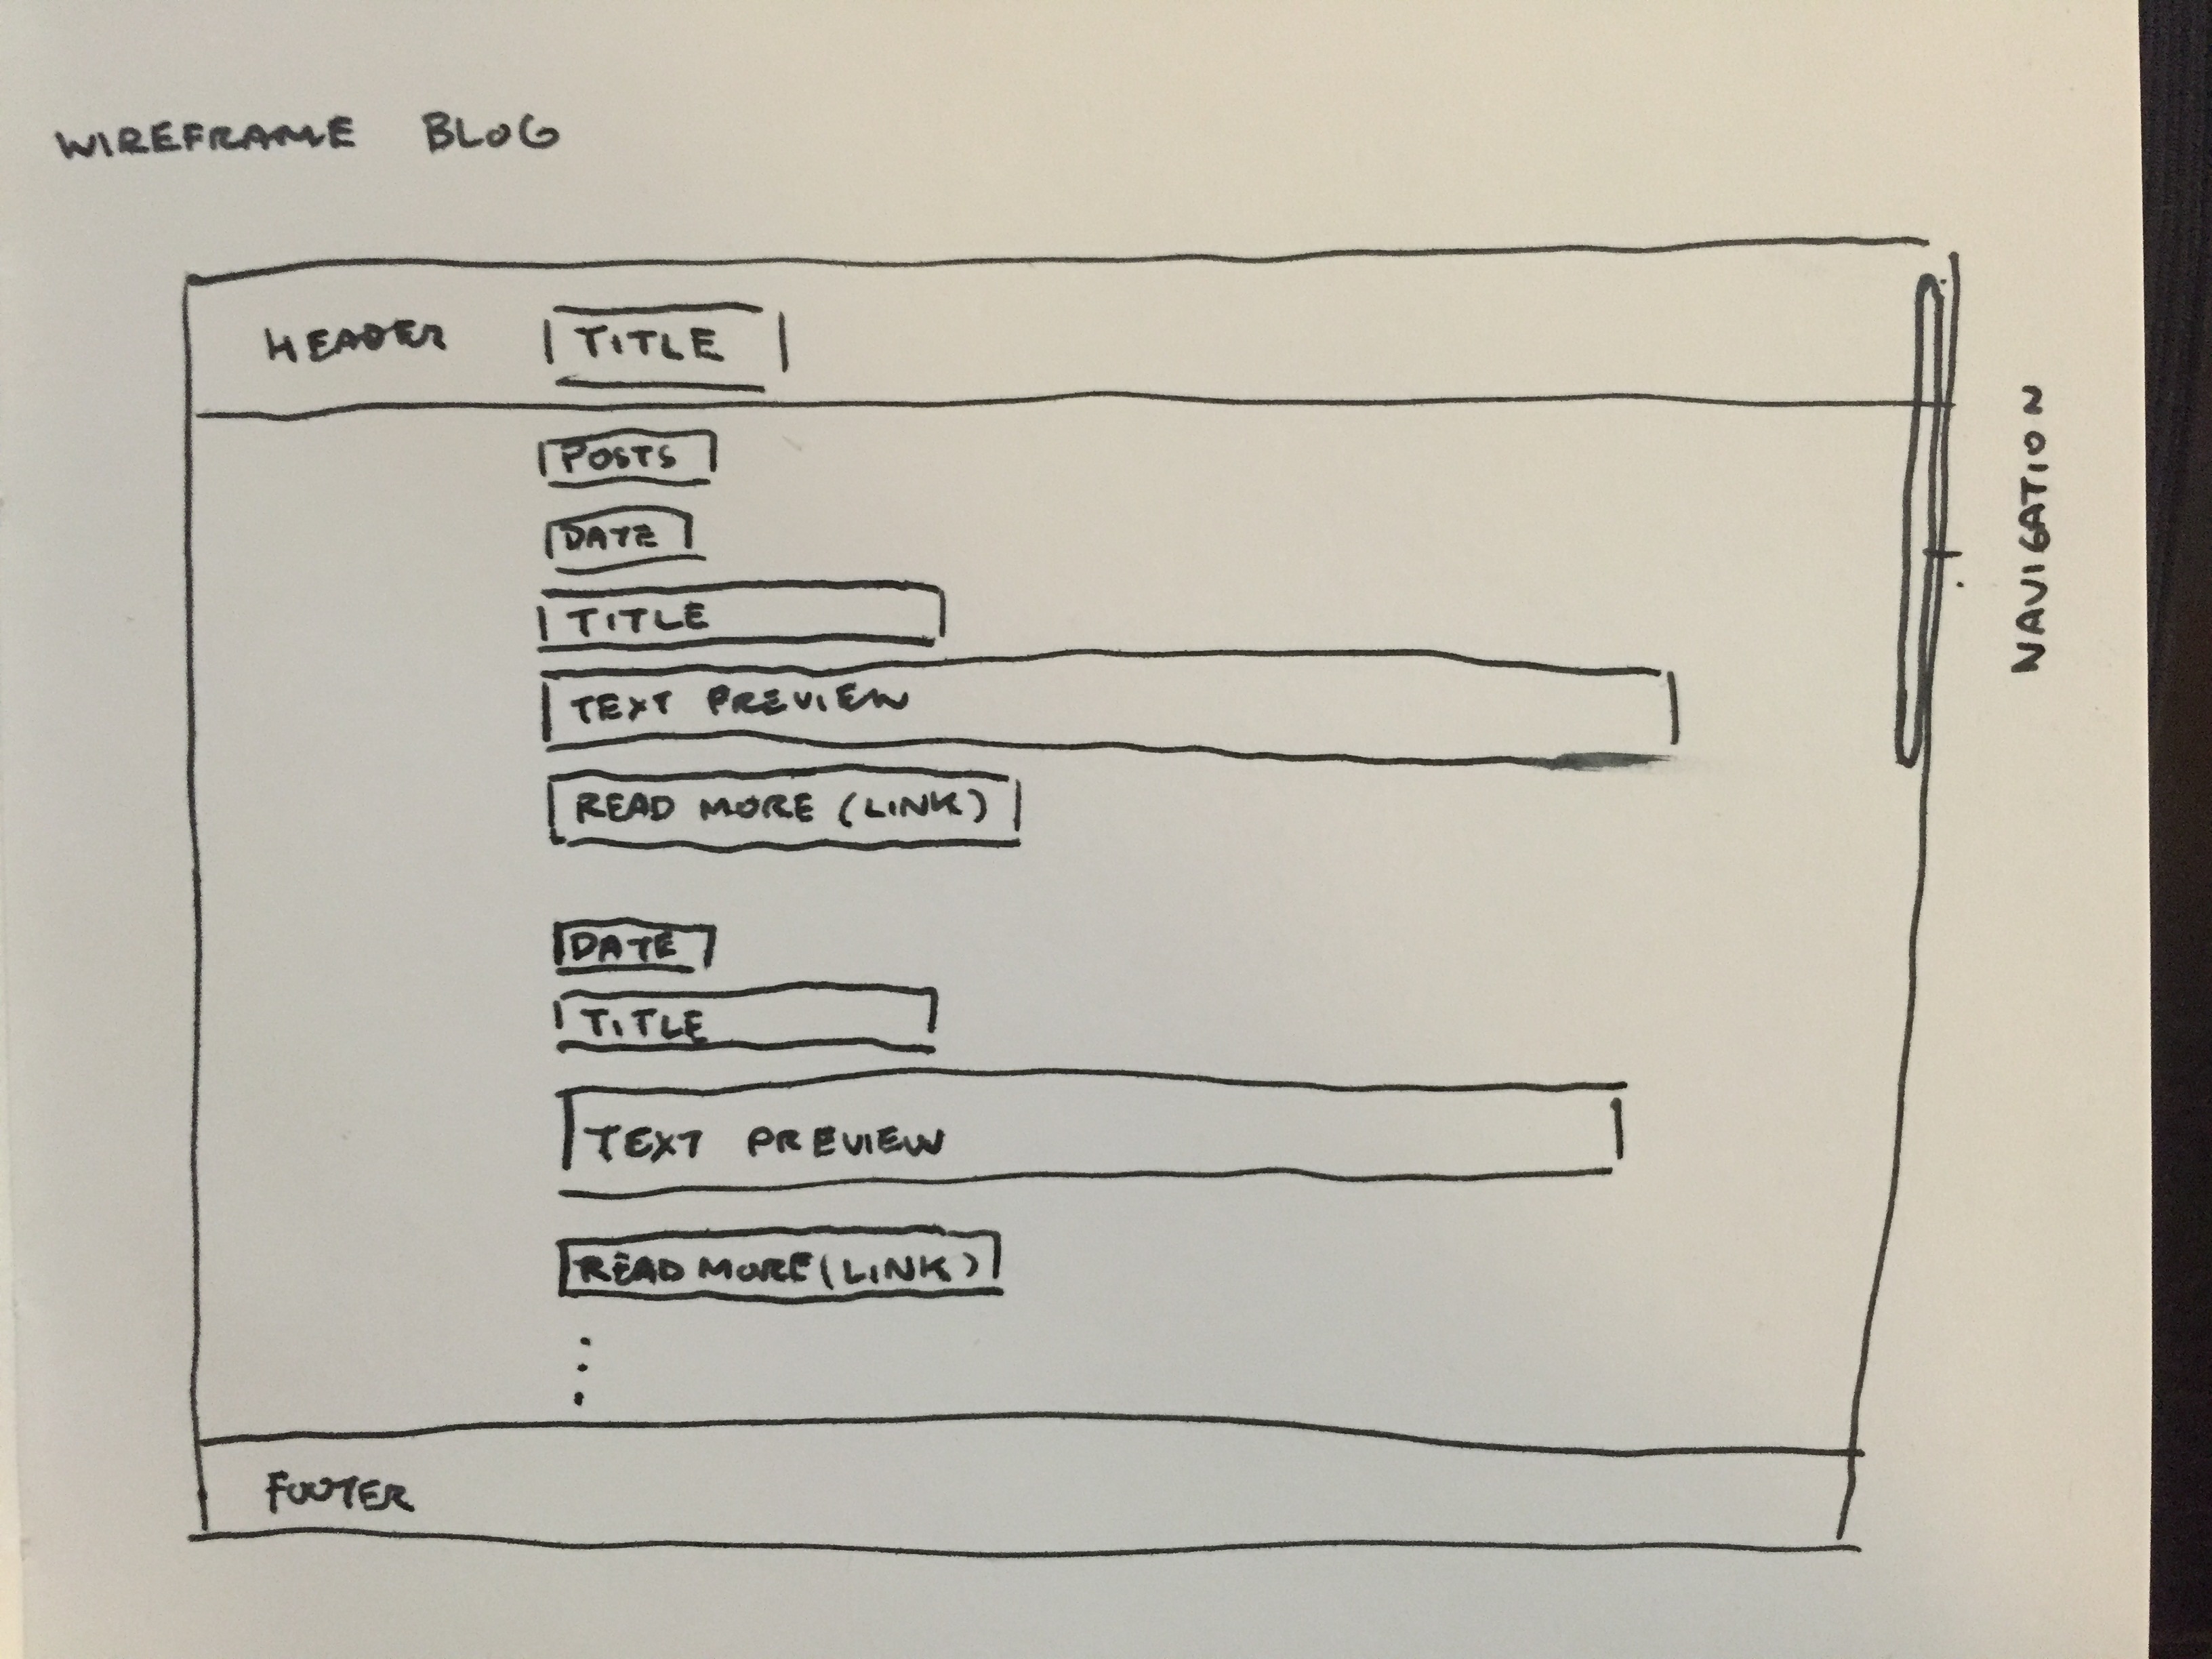 WIREFRAME BLOG
HEADER
TITLE
POSTS
DATE
TITLE
TEXT PREVIEW
READ MORE (LINK)
DATE
TITLE
TEXT PREVIEW
READ MORE (LINK)
...
FOOTER
NAVIGATION